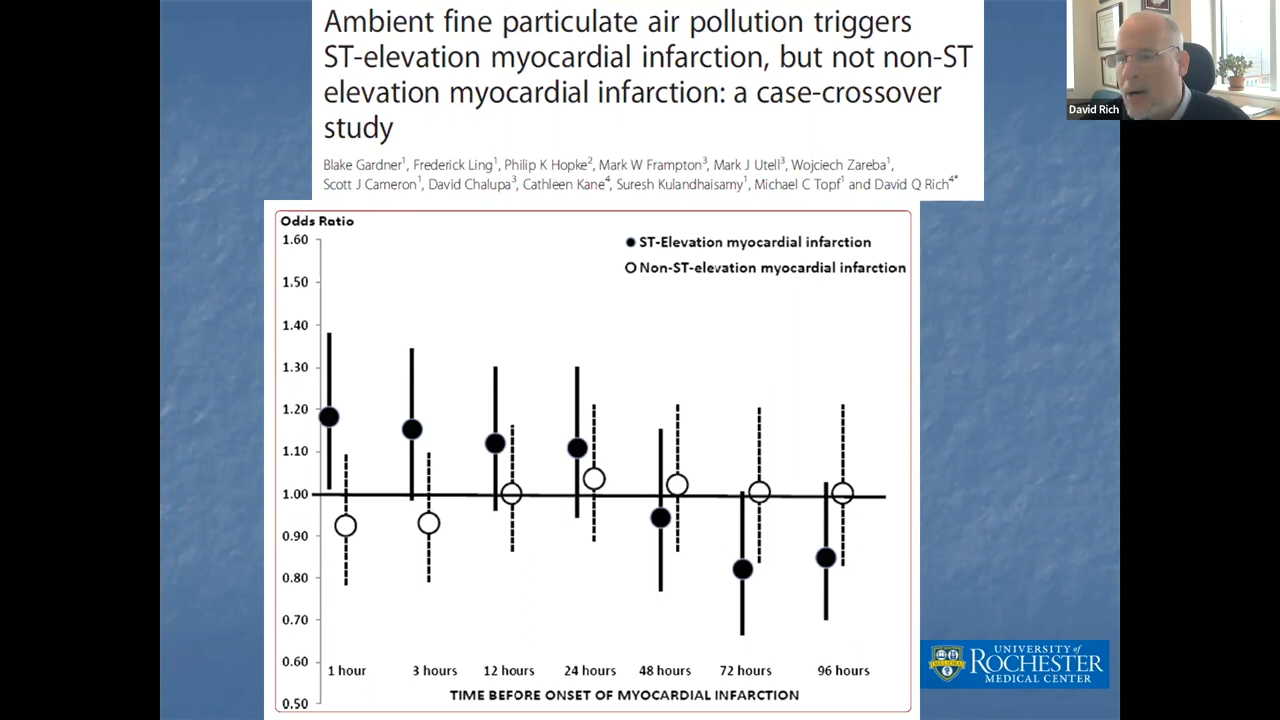 Ambient fine particulate air pollution triggers
ST-elevation myocardial infarction, but not non-ST
elevation myocardial infarction: a case-crossover
study
Blake Gardner1, Frederick Ling1, Philip K Hopke2, Mark W Frampton3, Mark J Utell3, Wojciech Zareba1,
Scott J Cameron1, David Chalupa3, Cathleen Kane4, Suresh Kulandhaisamy1, Michael C Topf1 and David Q Rich4*
David Rich
Odds Ratio
1.60
1.50
1.40
1.30
1.20
1.10
1.00
0.90
0.80
0.70
0.60
0.50
ST-Elevation myocardial infarction
Non-ST-elevation myocardial infarction
1 hour 3 hours 12 hours 24 hours 48 hours 72 hours 96 hours
TIME BEFORE ONSET OF MYOCARDIAL INFARCTION
MELIORA
UNIVERSITY of
ROCHESTER
MEDICAL CENTER